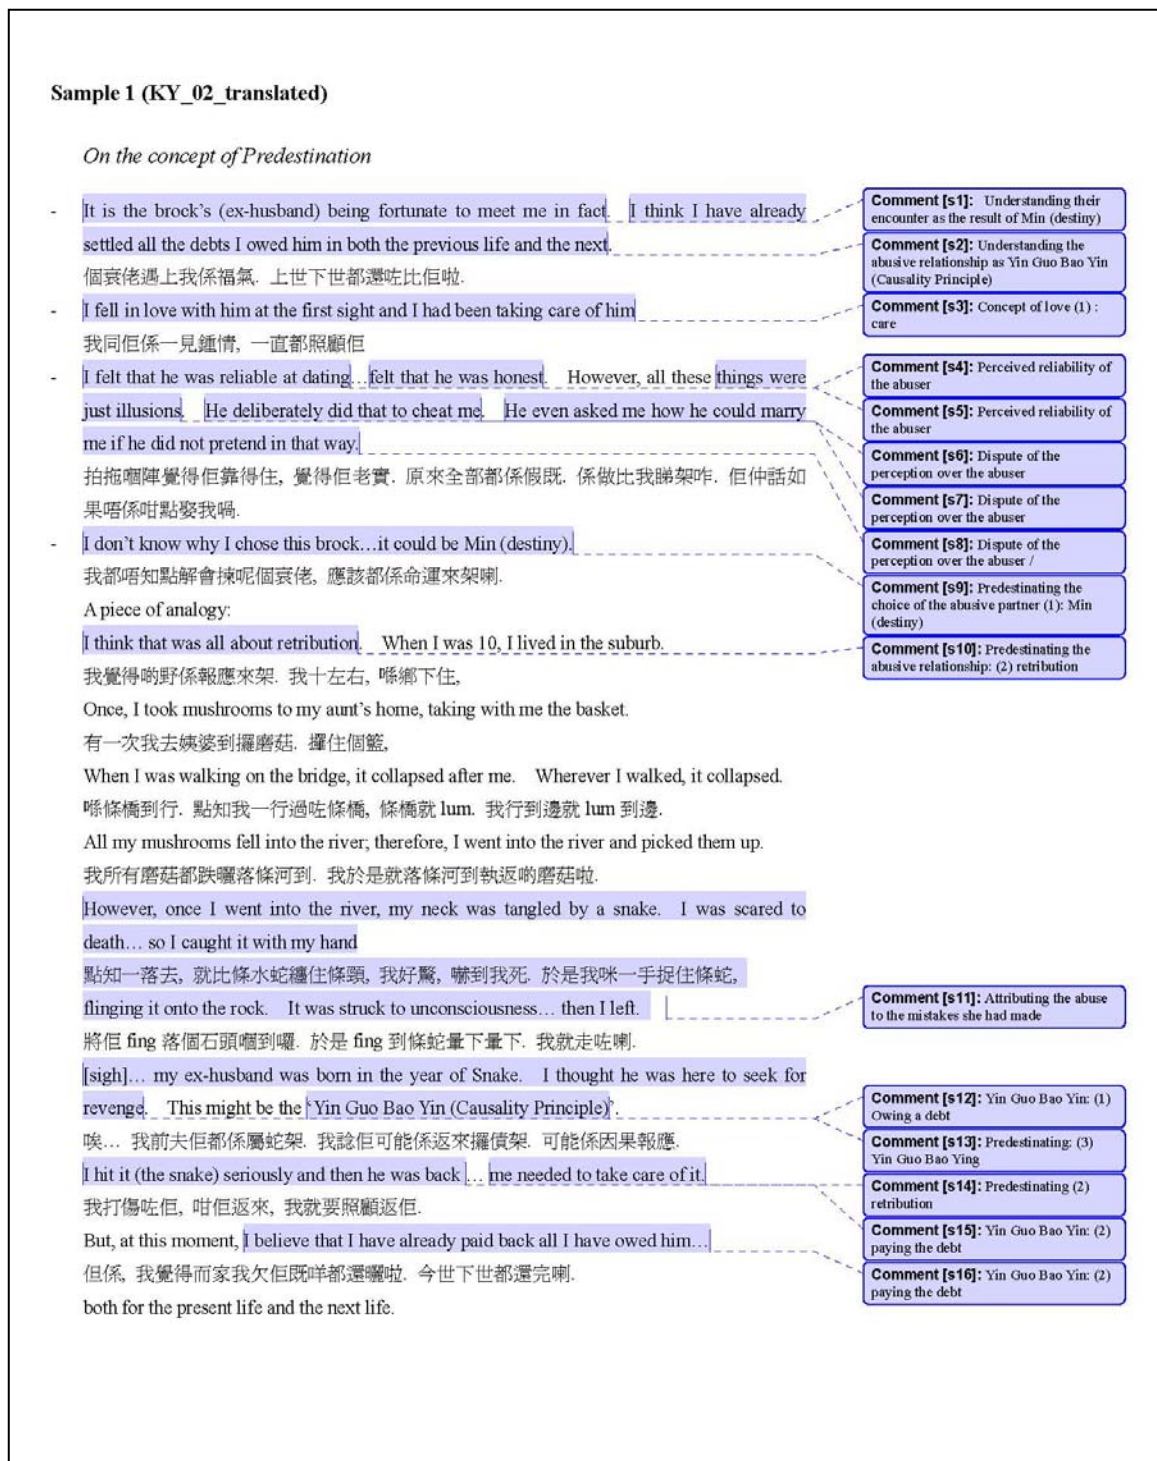 Sample 1 (KY_02_translated)
On the concept of Predestination
- It is the brock's (ex-husband) being fortunate to meet me in fact. I think I have already
settled all the debts I owed him in both the previous life and the next.
個衰佬遇上我係福氣. 上世下世都還咗比佢啦.
- I fell in love with him at the first sight and I had been taking care of him
我同佢係一見鍾情, 一直都照顧佢
- I felt that he was reliable at dating…felt that he was honest. However, all these things were
just illusions. He deliberately did that to cheat me. He even asked me how he could marry
me if he did not pretend in that way.
拍拖嗰陣覺得佢靠得住, 覺得佢老實. 原來全部都係假既. 係做比我睇架咋. 佢仲話如
果唔係咁點娶我喎.
- I don't know why I chose this brock…it could be Min (destiny).
我都唔知點解會揀呢個衰佬, 應該都係命運來架喇.
A piece of analogy:
I think that was all about retribution. When I was 10, I lived in the suburb.
我覺得啲野係報應來架. 我十左右, 喺鄉下住,
Once, I took mushrooms to my aunt's home, taking with me the basket.
有一次我去姨婆到攞磨菇. 攞住個籃,
When I was walking on the bridge, it collapsed after me. Wherever I walked, it collapsed.
喺條橋到行. 點知我一行過咗條橋, 條橋就 lum. 我行到邊就 lum 到邊.
All my mushrooms fell into the river; therefore, I went into the river and picked them up.
我所有磨菇都跌曬落條河到. 我於是就落條河到執返啲磨菇啦.
However, once I went into the river, my neck was tangled by a snake. I was scared to
death… so I caught it with my hand
點知一落去, 就比條水蛇纏住條頸, 我好驚, 嚇到我死. 於是我咪一手捉住條蛇,
flinging it onto the rock. It was struck to unconsciousness… then I left.
將佢 fing 落個石頭嗰到囉. 於是 fing 到條蛇暈下暈下. 我就走咗喇.
[sigh]… my ex-husband was born in the year of Snake. I thought he was here to seek for
revenge. This might be the 'Yin Guo Bao Yin (Causality Principle)'.
唉… 我前夫佢都係屬蛇架. 我諗佢可能係返來攞債架. 可能係因果報應.
I hit it (the snake) seriously and then he was back … me needed to take care of it.
我打傷咗佢, 咁佢返來, 我就要照顧返佢.
But, at this moment, I believe that I have already paid back all I have owed him…
但係, 我覺得而家我欠佢既咩都還曬啦. 今世下世都還完喇.
both for the present life and the next life.
Comment [s1]: Understanding their
encounter as the result of Min (destiny)
Comment [s2]: Understanding the
abusive relationship as Yin Guo Bao Yin
(Causality Principle)
Comment [s3]: Concept of love (1) :
care
Comment [s4]: Perceived reliability of
the abuser
Comment [s5]: Perceived reliability of
the abuser
Comment [s6]: Dispute of the
perception over the abuser
Comment [s7]: Dispute of the
perception over the abuser
Comment [s8]: Dispute of the
perception over the abuser /
Comment [s9]: Predestinating the
choice of the abusive partner (1): Min
(destiny)
Comment [s10]: Predestinating the
abusive relationship: (2) retribution
Comment [s11]: Attributing the abuse
to the mistakes she had made
Comment [s12]: Yin Guo Bao Yin: (1)
Owing a debt
Comment [s13]: Predestinating: (3)
Yin Guo Bao Ying
Comment [s14]: Predestinating (2)
retribution
Comment [s15]: Yin Guo Bao Yin: (2)
paying the debt
Comment [s16]: Yin Guo Bao Yin: (2)
paying the debt